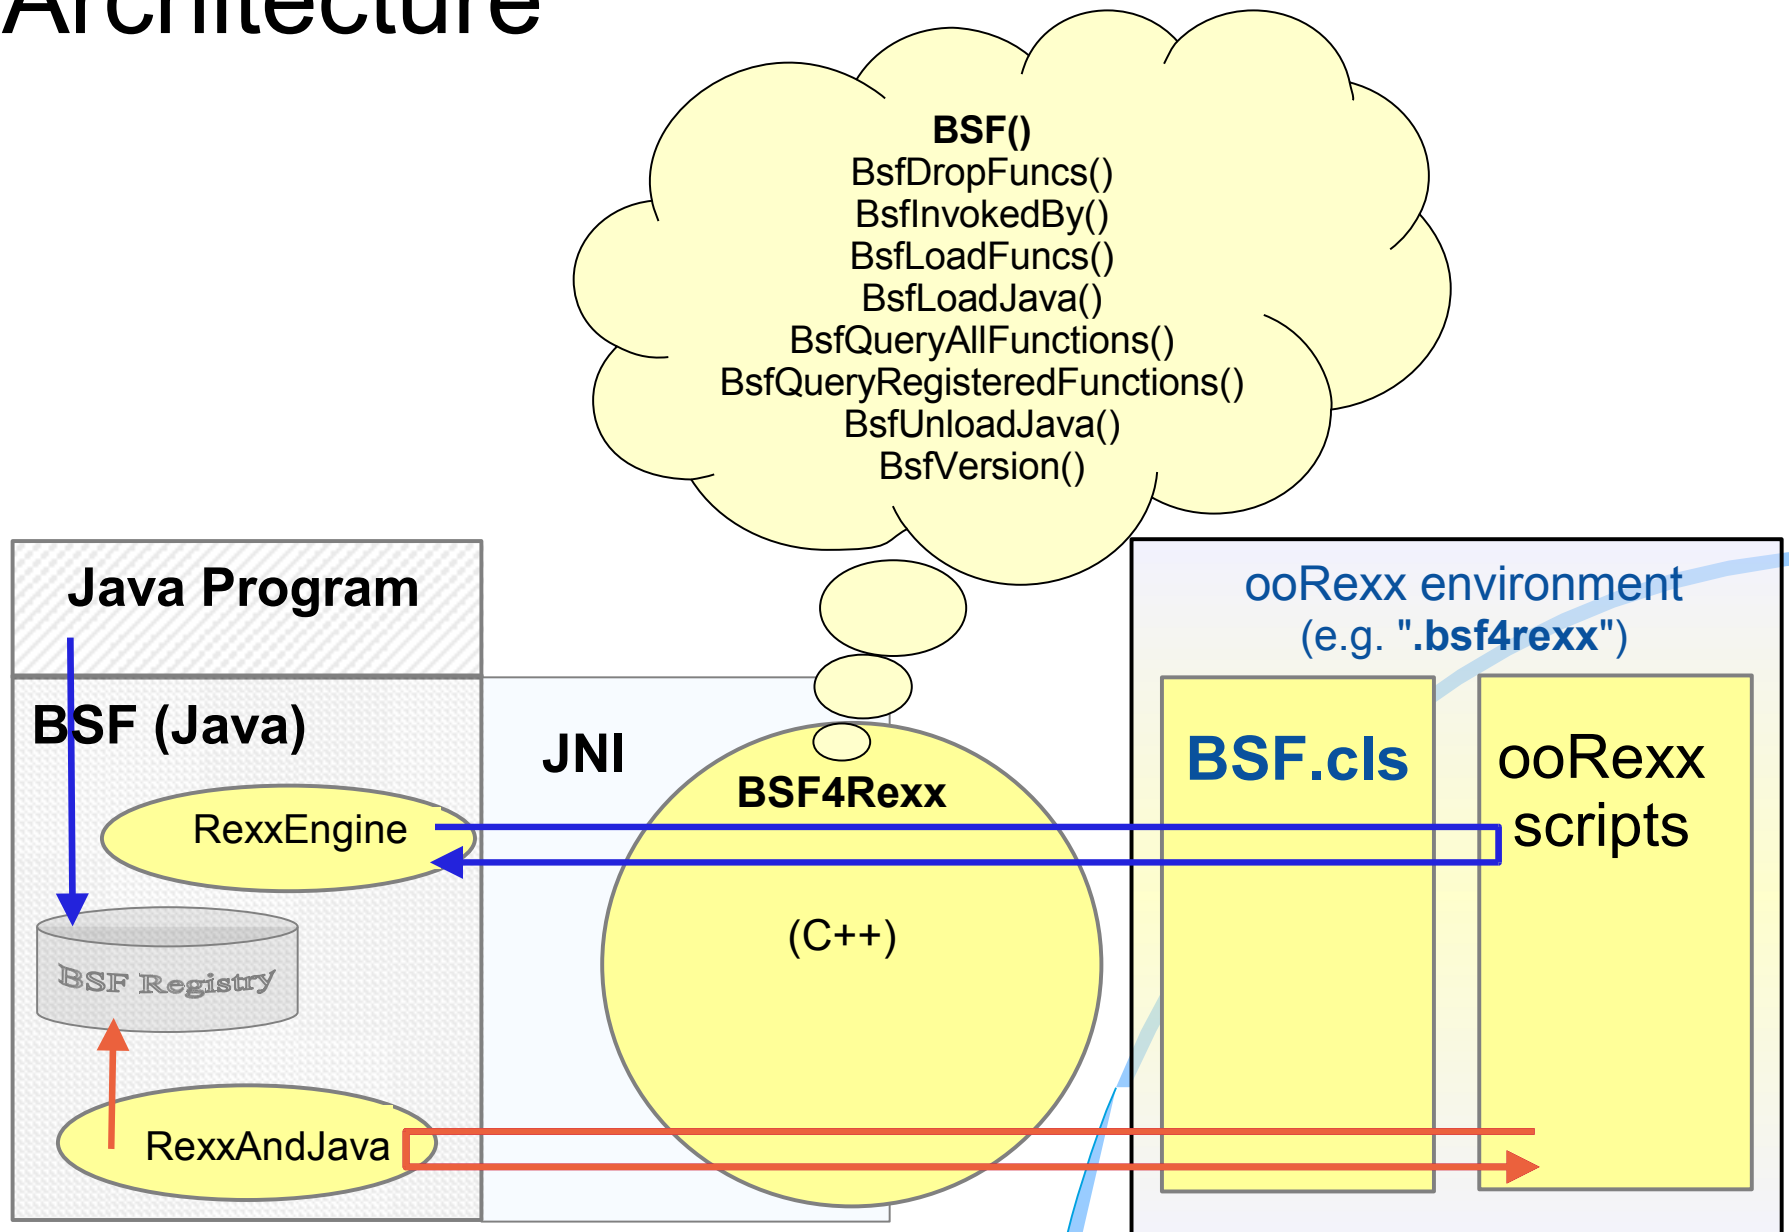 Architecture
BSF()
BsfDropFuncs()
BsfInvokedBy()
BsfLoadFuncs()
BsfLoadJava()
BsfQueryAllFunctions()
BsfQueryRegisteredFunctions()
BsfUnloadJava()
BsfVersion()
Java Program
ooRexx environment
(e.g. ".bsf4rexx")
BSF (Java)
JNI
BSF4Rexx
BSF.cls
ooRexx
scripts
RexxEngine
(C++)
BSF Registry
RexxAndJava